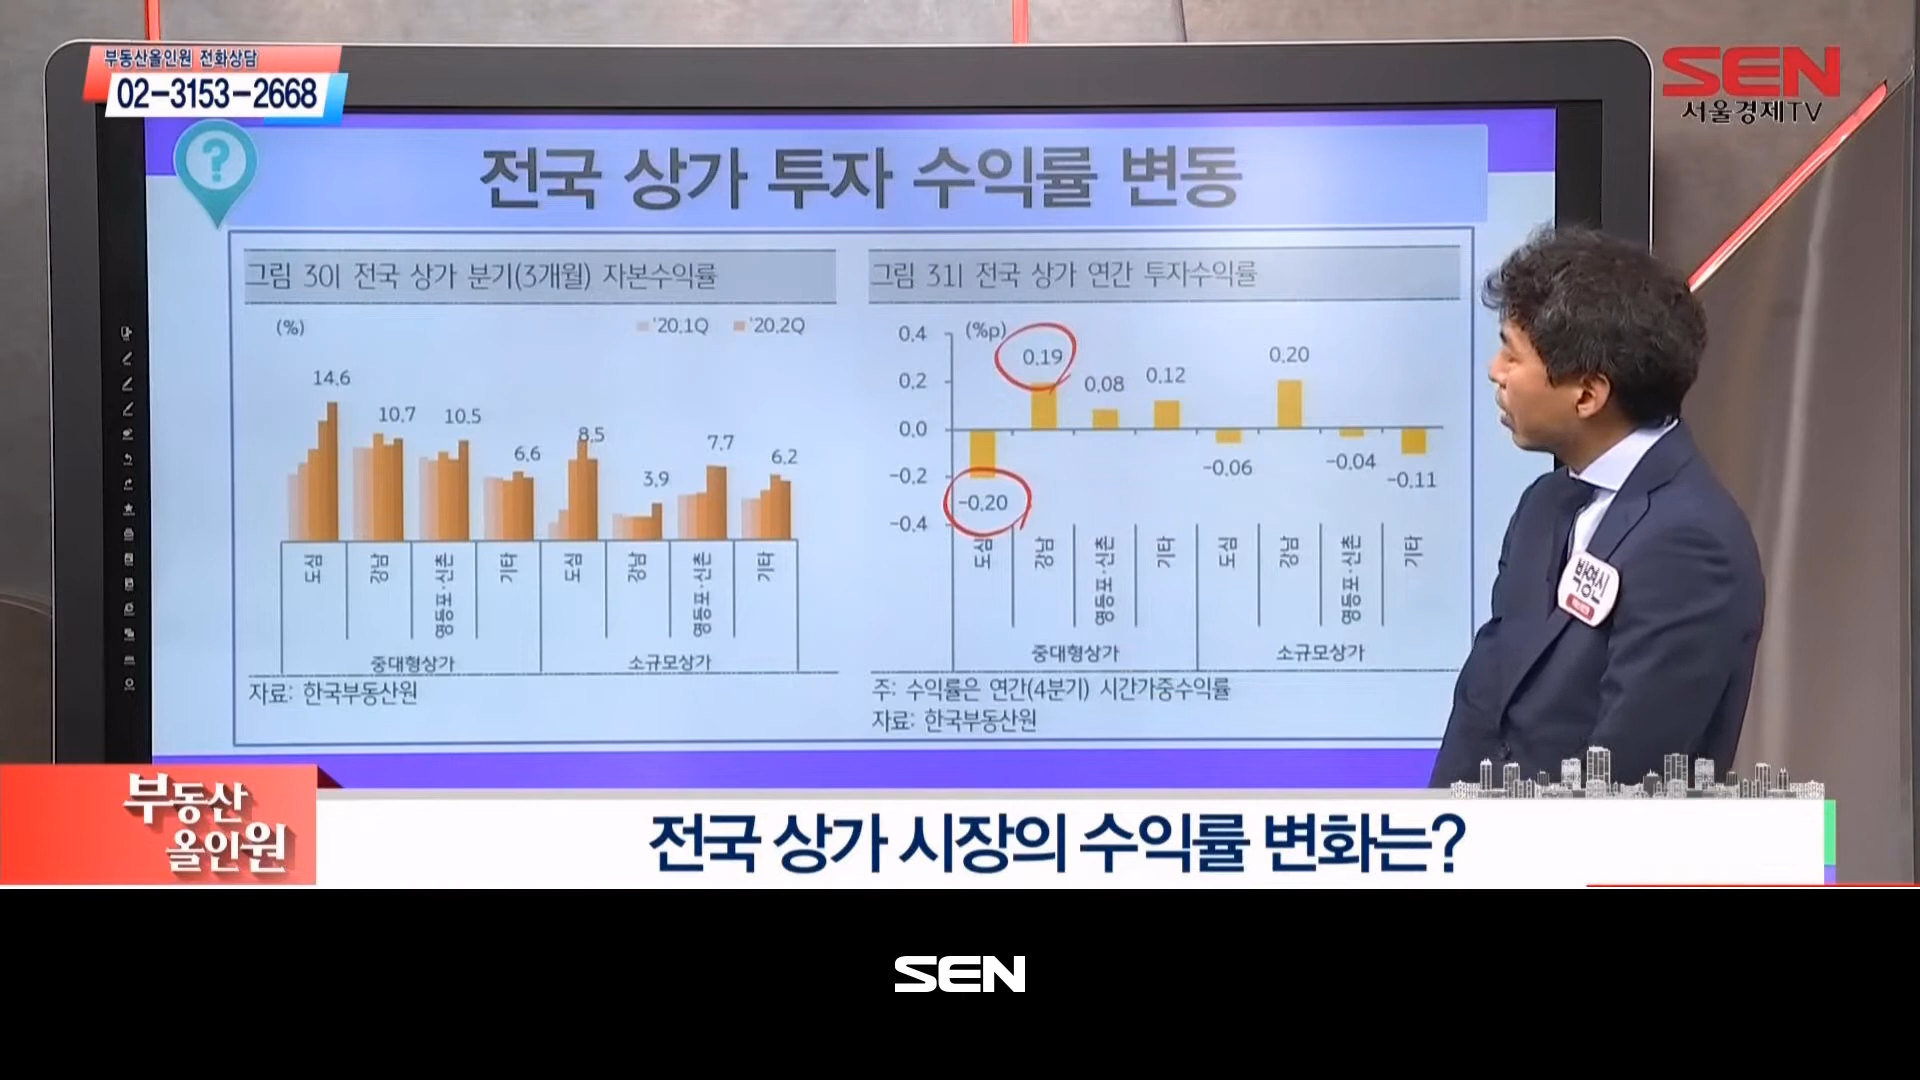 부동산올인원 전화상담
02-3153-2668
SEN
서울경제TV
?
전국 상가 투자 수익률 변동
그림 30| 전국 상가 분기(3개월) 자본수익률
(%)
'20.1Q '20.2Q
14.6
10.7
10.5
6.6
8.5
3.9
7.7
6.2
도심
강남
영등포·신촌
기타
도심
강남
영등포·신촌
기타
중대형상가
소규모상가
자료: 한국부동산원
그림 31| 전국 상가 연간 투자수익률
(%p)
0.4
0.2
0.0
-0.2
-0.4
-0.20
0.19
0.08
0.12
-0.06
0.20
-0.04
-0.11
도심
강남
영등포·신촌
기타
도심
강남
영등포·신촌
기타
중대형상가
소규모상가
주: 수익률은 연간(4분기) 시간가중수익률
자료: 한국부동산원
박영신
부동산
올인원
전국 상가 시장의 수익률 변화는?
SEN